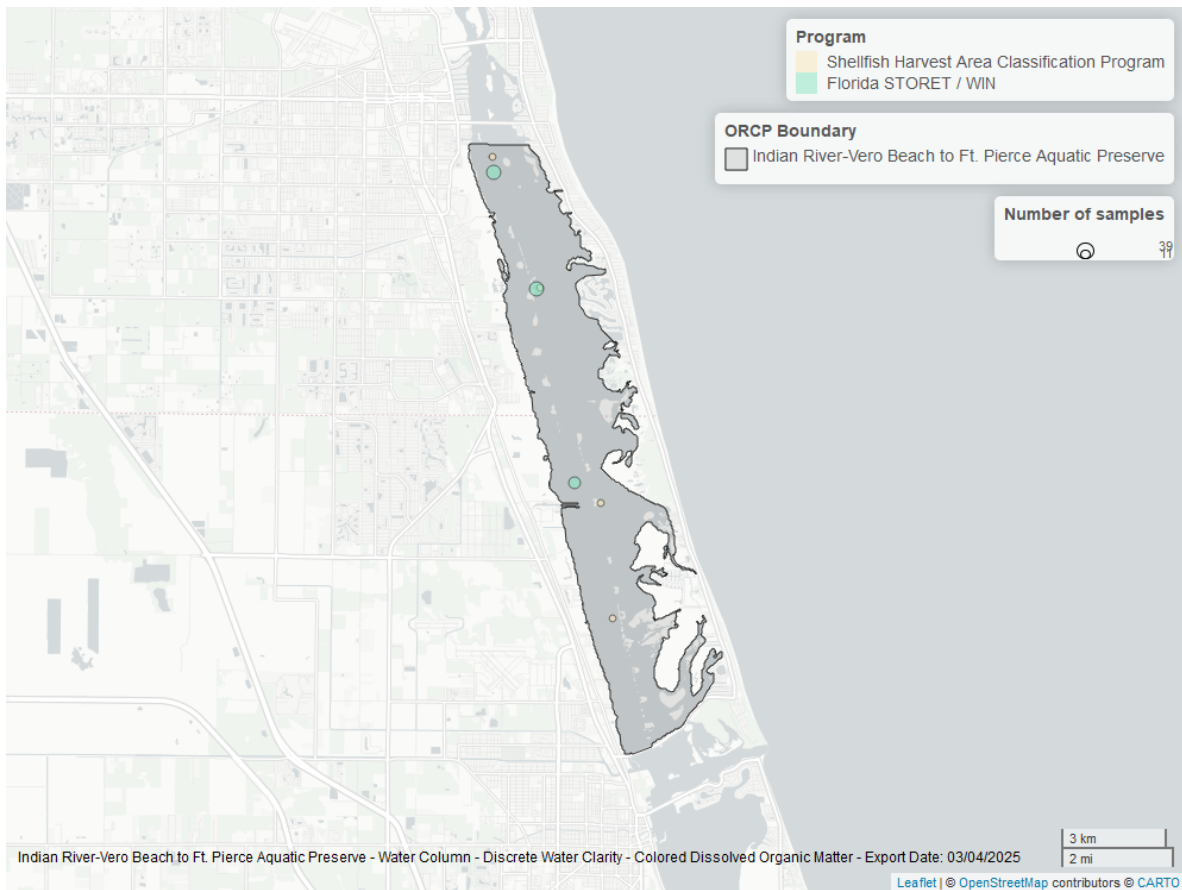 Program
Shellfish Harvest Area Classification Program
Florida STORET / WIN
ORCP Boundary
Indian River-Vero Beach to Ft. Pierce Aquatic Preserve
Number of samples
39
11
3 km
2 mi
Indian River-Vero Beach to Ft. Pierce Aquatic Preserve - Water Column - Discrete Water Clarity - Colored Dissolved Organic Matter - Export Date: 03/04/2025
Leaflet | © OpenStreetMap contributors © CARTO